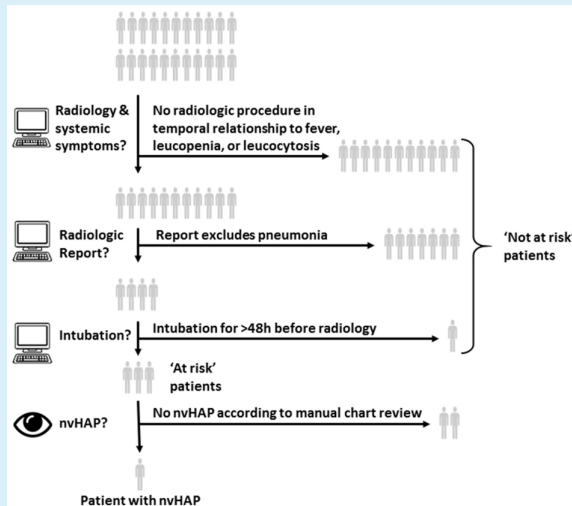 Radiology &
systemic
symptoms?
No radiologic procedure in
temporal relationship to fever,
leucopenia, or leucocytosis
Radiologic
Report?
Report excludes pneumonia
'Not at risk'
patients
Intubation?
Intubation for >48h before radiology
'At risk'
patients
nvHAP?
No nvHAP according to manual chart review
Patient with nvHAP